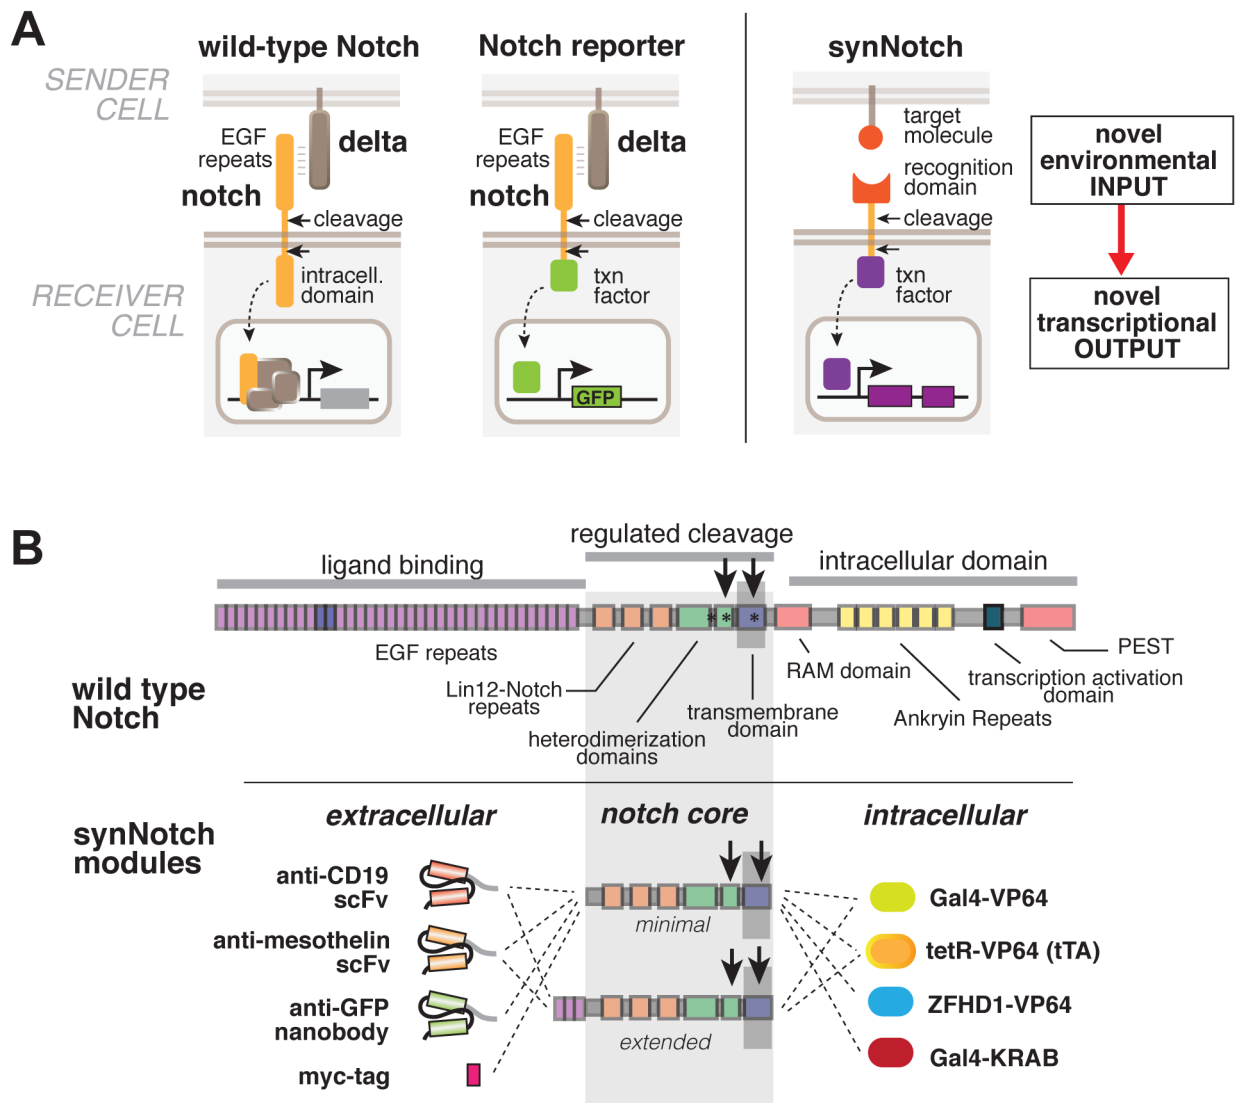 A
wild-type Notch
Notch reporter
synNotch
SENDER
CELL
EGF
repeats
delta
notch
cleavage
intracell.
domain
RECEIVER
CELL
EGF
repeats
delta
notch
cleavage
txn
factor
GFP
target
molecule
recognition
domain
cleavage
txn
factor
novel
environmental
INPUT
novel
transcriptional
OUTPUT
B
ligand binding
regulated cleavage
intracellular domain
* * *
EGF repeats
Lin12-Notch
repeats
heterodimerization
domains
transmembrane
domain
RAM domain
Ankryin Repeats
transcription activation
domain
PEST
wild type
Notch
synNotch
modules
extracellular
notch core
intracellular
anti-CD19
scFv
anti-mesothelin
scFv
anti-GFP
nanobody
myc-tag
minimal
extended
Gal4-VP64
tetR-VP64 (tTA)
ZFHD1-VP64
Gal4-KRAB